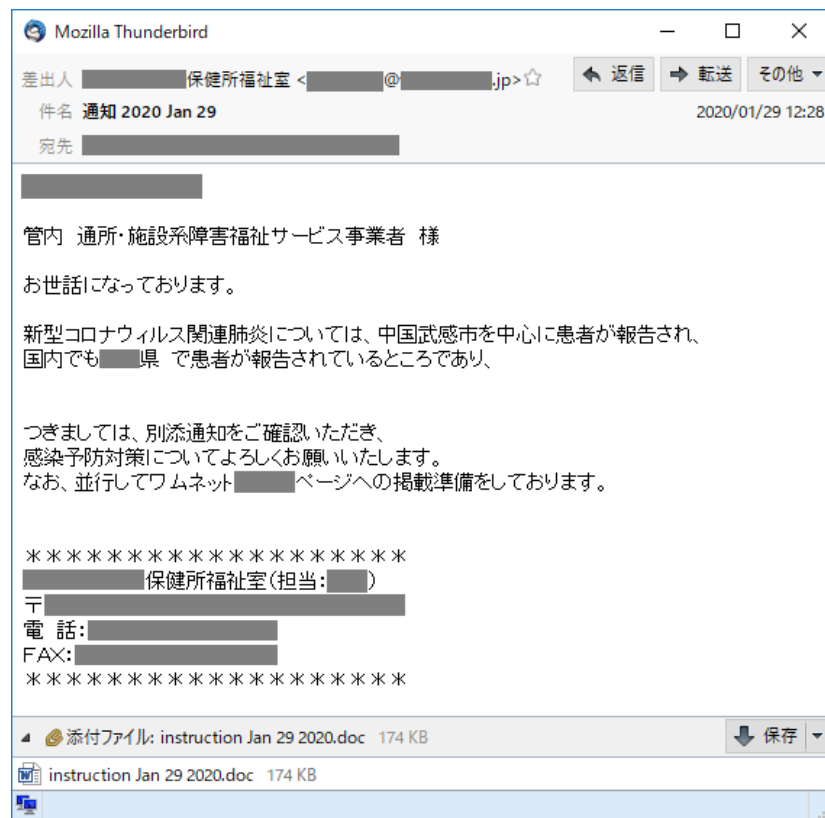 Mozilla Thunderbird
差出人 保健所福祉室 < @ .jp>☆ 返信 転送 その他
件名 通知 2020 Jan 29 2020/01/29 12:28
宛先
管内 通所・施設系障害福祉サービス事業者 様
お世話になっております。
新型コロナウィルス関連肺炎については、中国武感市を中心に患者が報告され、
国内でも 県 で患者が報告されているところであり、
つきましては、別添通知をご確認いただき、
感染予防対策についてよろしくお願いいたします。
なお、並行してワムネット ページへの掲載準備をしております。
＊＊＊＊＊＊＊＊＊＊＊＊＊＊＊＊＊＊＊
保健所福祉室(担当: )
〒
電 話:
FAX:
＊＊＊＊＊＊＊＊＊＊＊＊＊＊＊＊＊＊＊
添付ファイル: instruction Jan 29 2020.doc 174 KB 保存
instruction Jan 29 2020.doc 174 KB